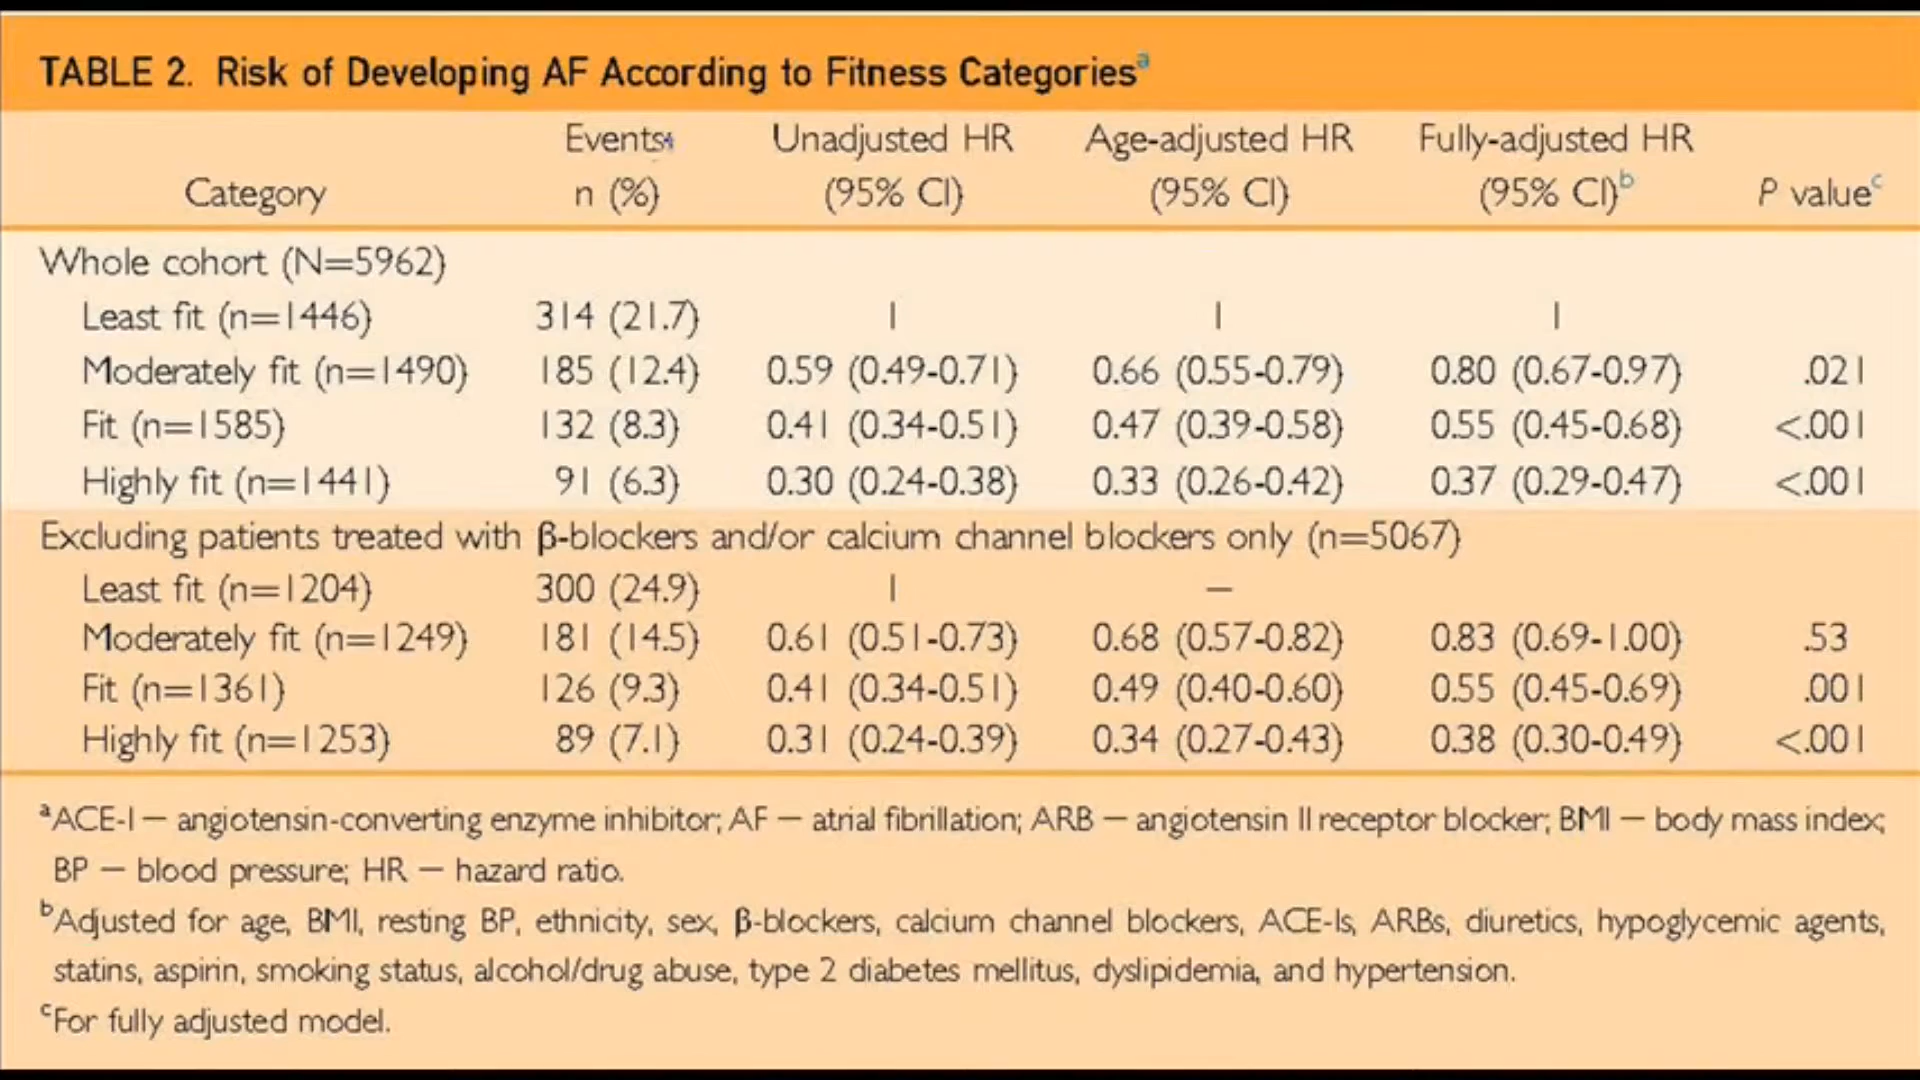 TABLE 2. Risk of Developing AF According to Fitness Categoriesᵃ
Category Events, n (%) Unadjusted HR (95% CI) Age-adjusted HR (95% CI) Fully-adjusted HR (95% CI)ᵇ P valueᶜ
Whole cohort (N=5962)
Least fit (n=1446) 314 (21.7) 1 1 1
Moderately fit (n=1490) 185 (12.4) 0.59 (0.49-0.71) 0.66 (0.55-0.79) 0.80 (0.67-0.97) .021
Fit (n=1585) 132 (8.3) 0.41 (0.34-0.51) 0.47 (0.39-0.58) 0.55 (0.45-0.68) <.001
Highly fit (n=1441) 91 (6.3) 0.30 (0.24-0.38) 0.33 (0.26-0.42) 0.37 (0.29-0.47) <.001
Excluding patients treated with β-blockers and/or calcium channel blockers only (n=5067)
Least fit (n=1204) 300 (24.9) 1 —
Moderately fit (n=1249) 181 (14.5) 0.61 (0.51-0.73) 0.68 (0.57-0.82) 0.83 (0.69-1.00) .53
Fit (n=1361) 126 (9.3) 0.41 (0.34-0.51) 0.49 (0.40-0.60) 0.55 (0.45-0.69) .001
Highly fit (n=1253) 89 (7.1) 0.31 (0.24-0.39) 0.34 (0.27-0.43) 0.38 (0.30-0.49) <.001
ᵃACE-I — angiotensin-converting enzyme inhibitor; AF — atrial fibrillation; ARB — angiotensin II receptor blocker; BMI — body mass index;
BP — blood pressure; HR — hazard ratio.
ᵇAdjusted for age, BMI, resting BP, ethnicity, sex, β-blockers, calcium channel blockers, ACE-Is, ARBs, diuretics, hypoglycemic agents,
statins, aspirin, smoking status, alcohol/drug abuse, type 2 diabetes mellitus, dyslipidemia, and hypertension.
ᶜFor fully adjusted model.